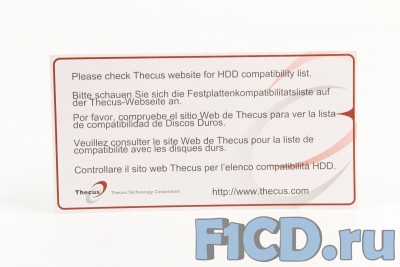 Please check Thecus website for HDD compatibility list.
Bitte schauen Sie sich die Festplattenkompatibilitatsliste auf
der Thecus-Webseite an.
Por favor, compruebe el sitio Web de Thecus para ver la lista
de compatibilidad de Discos Duros.
Veuillez consulter le site Web de Thecus pour la liste de
compatibilité avec les disques durs.
Controllare il sito web Thecus per l'elenco compatibilità HDD.
Thecus
Thecus Technology Corporation
http://www.thecus.com
F1CD.ru